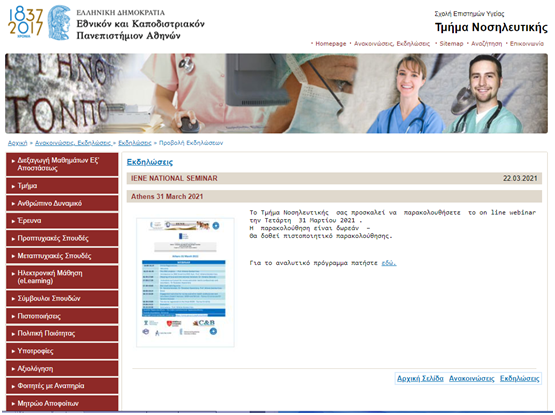 1837
2017
ΧΡΟΝΙΑ
ΕΛΛΗΝΙΚΗ ΔΗΜΟΚΡΑΤΙΑ
Εθνικόν και Καποδιστριακόν
Πανεπιστήμιον Αθηνών
Σχολή Επιστημών Υγείας
Τμήμα Νοσηλευτικής
Homepage
Ανακοινώσεις, Εκδηλώσεις
Sitemap
Αναζήτηση
Επικοινωνία
Αρχική » Ανακοινώσεις, Εκδηλώσεις » Εκδηλώσεις » Προβολή Εκδηλώσεων
Διεξαγωγή Μαθημάτων Εξ'
Αποστάσεως
Τμήμα
Ανθρώπινο Δυναμικό
Έρευνα
Προπτυχιακές Σπουδές
Μεταπτυχιακές Σπουδές
Ηλεκτρονική Μάθηση
(eLearning)
Σύμβουλοι Σπουδών
Πιστοποιήσεις
Πολιτική Ποιότητας
Υποτροφίες
Αξιολόγηση
Φοιτητές με Αναπηρία
Μητρώο Αποφοίτων
Εκδηλώσεις
IENE NATIONAL SEMINAR 22.03.2021
Athens 31 March 2021
Το Τμήμα Νοσηλευτικής σας προσκαλεί να παρακολουθήσετε το on line webinar
την Τετάρτη 31 Μαρτίου 2021 .
Η παρακολούθηση είναι δωρεάν –
Θα δοθεί πιστοποιητικό παρακολούθησης.
Για το αναλυτικό πρόγραμμα πατήστε εδώ.
C&B
Αρχική Σελίδα Ανακοινώσεις Εκδηλώσεις